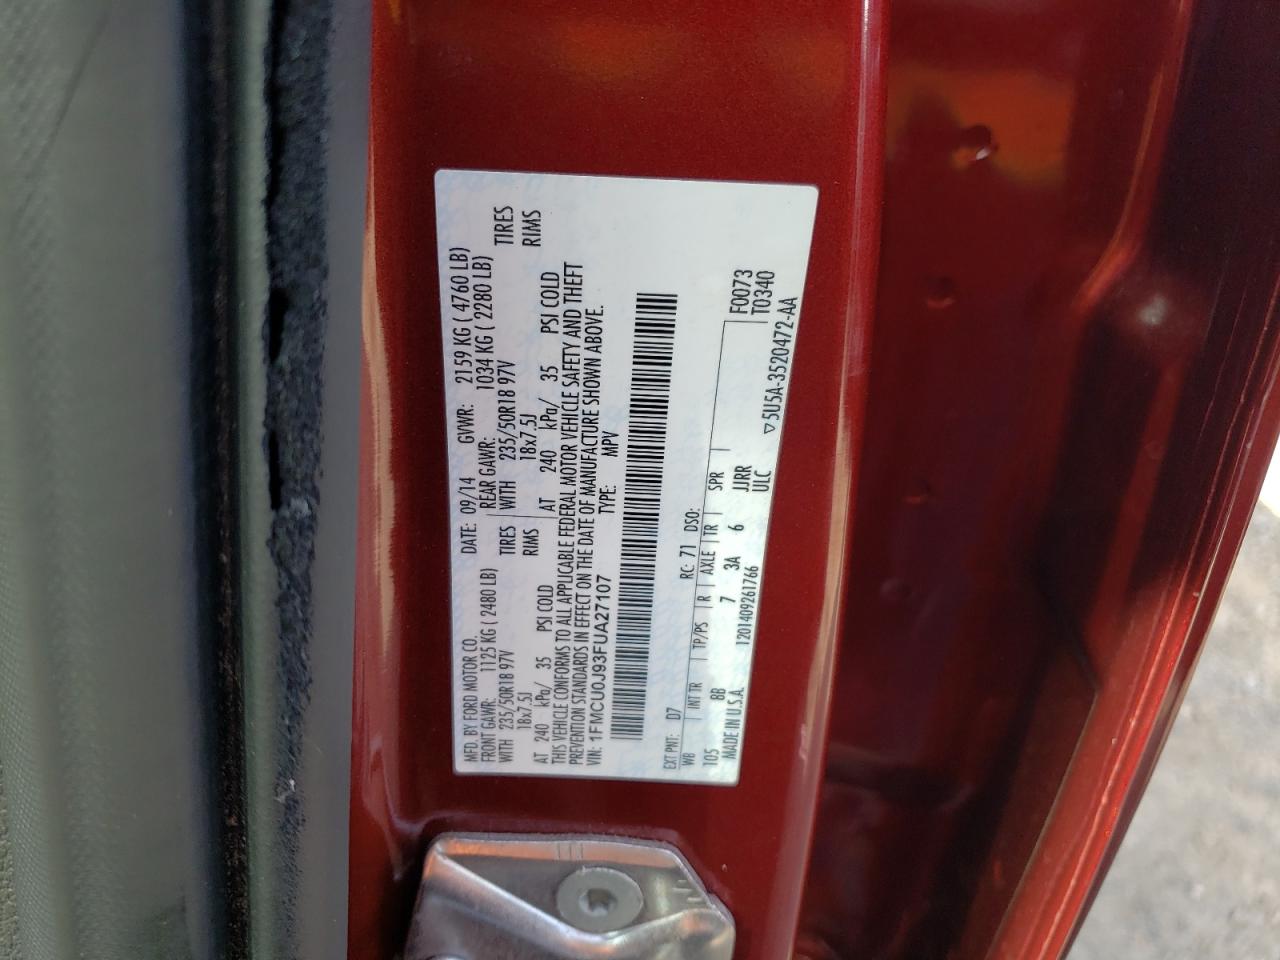 MFD. BY FORD MOTOR CO. DATE: 09/14 GVWR: 2159 KG ( 4760 LB)
FRONT GAWR: 1125 KG ( 2480 LB) REAR GAWR: 1034 KG ( 2280 LB)
WITH 235/50R18 97V TIRES WITH 235/50R18 97V TIRES
18x7.5J RIMS 18x7.5J RIMS
AT 240 kPa/ 35 PSI COLD AT 240 kPa/ 35 PSI COLD
THIS VEHICLE CONFORMS TO ALL APPLICABLE FEDERAL MOTOR VEHICLE SAFETY AND THEFT
PREVENTION STANDARDS IN EFFECT ON THE DATE OF MANUFACTURE SHOWN ABOVE.
VIN: 1FMCU0J93FUA27107 TYPE: MPV
EXT PNT: D7 RC: 71 DSO:
WB INT TR TP/PS R AXLE TR SPR F0073
105 8B 7 3A 6 JJRR T0340
MADE IN U.S.A. 1201409261766 ULC ▽5U5A-3520472-AA